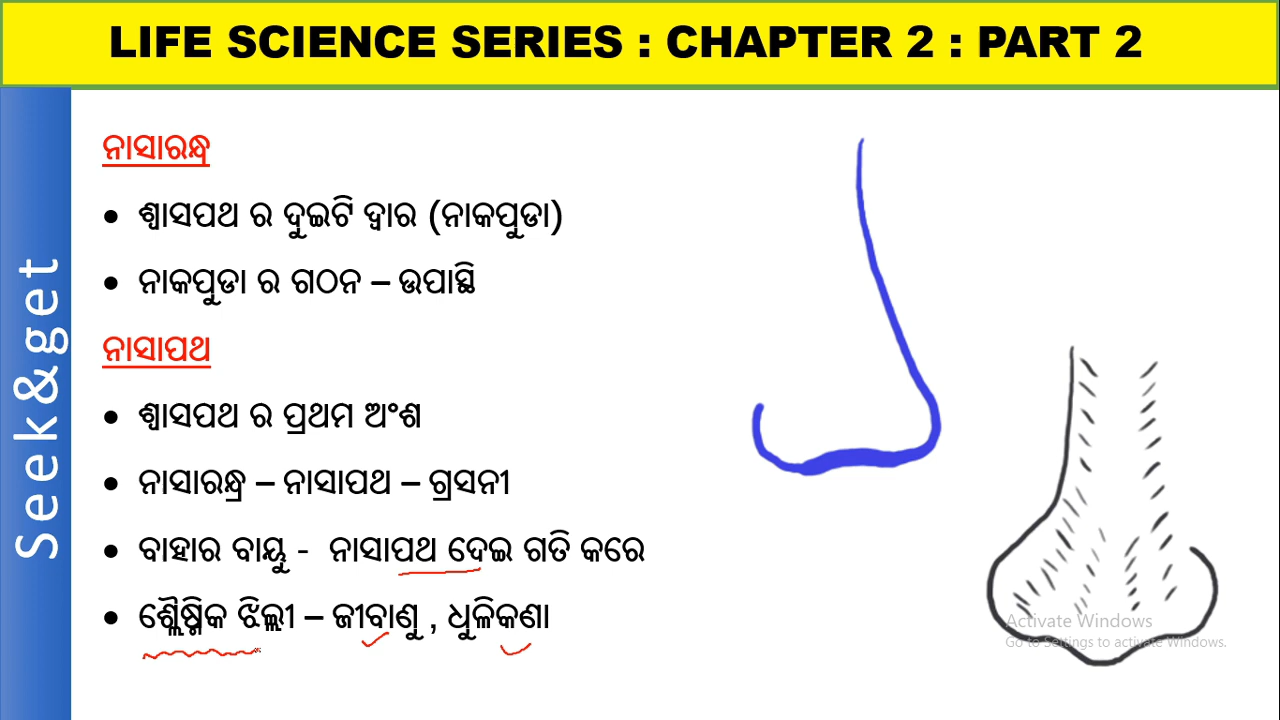 LIFE SCIENCE SERIES : CHAPTER 2 : PART 2
Seek&get
ନାସାରନ୍ଧ୍ର
• ଶ୍ୱାସପଥ ର ଦୁଇଟି ଦ୍ୱାର (ନାକପୁଡା)
• ନାକପୁଡା ର ଗଠନ – ଉପାସ୍ଥି
ନାସାପଥ
• ଶ୍ୱାସପଥ ର ପ୍ରଥମ ଅଂଶ
• ନାସାରନ୍ଧ୍ର – ନାସାପଥ – ଗ୍ରସନୀ
• ବାହାର ବାୟୁ - ନାସାପଥ ଦେଇ ଗତି କରେ
• ଶ୍ଳୈଷ୍ମିକ ଝିଲ୍ଲୀ – ଜୀବାଣୁ , ଧୁଳିକଣା
Activate Windows
Go to Settings to activate Windows.